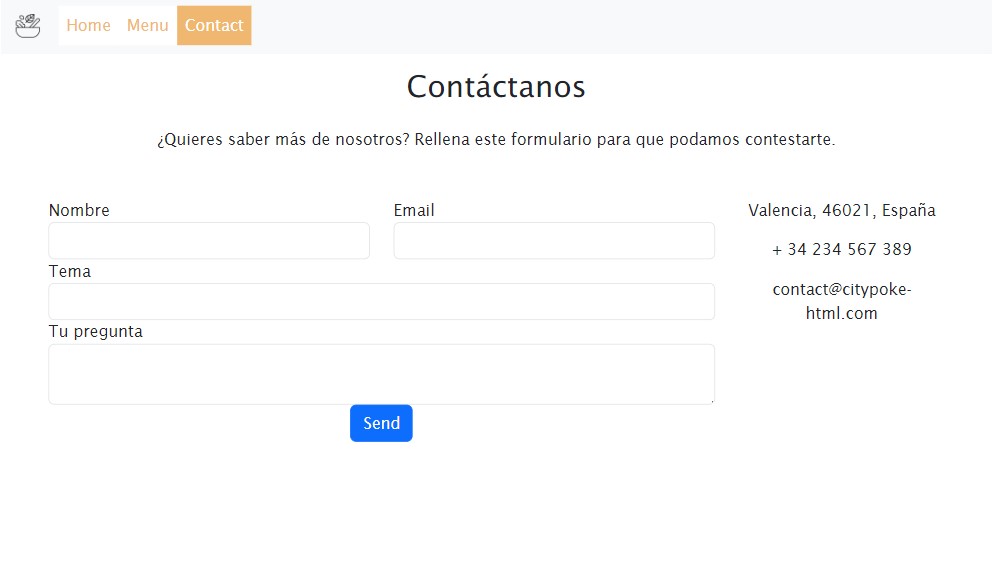 Home Menu Contact
Contáctanos
¿Quieres saber más de nosotros? Rellena este formulario para que podamos contestarte.
Nombre
Email
Tema
Tu pregunta
Send
Valencia, 46021, España
+ 34 234 567 389
contact@citypoke-
html.com